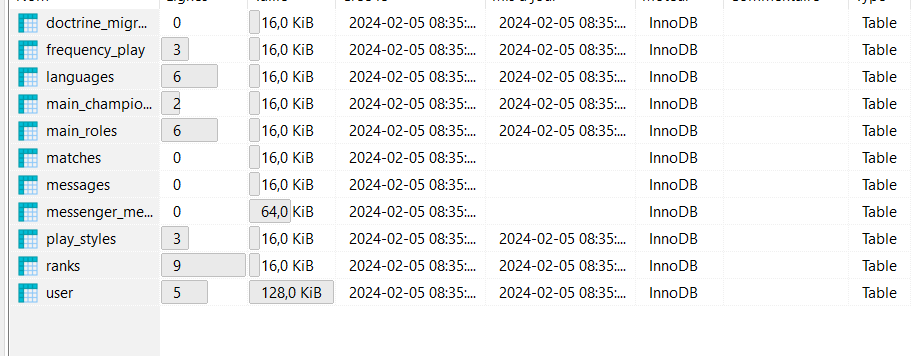 doctrine_migr... 0 16,0 KiB 2024-02-05 08:35:... 2024-02-05 08:35:... InnoDB Table
frequency_play 3 16,0 KiB 2024-02-05 08:35:... 2024-02-05 08:35:... InnoDB Table
languages 6 16,0 KiB 2024-02-05 08:35:... 2024-02-05 08:35:... InnoDB Table
main_champio... 2 16,0 KiB 2024-02-05 08:35:... 2024-02-05 08:35:... InnoDB Table
main_roles 6 16,0 KiB 2024-02-05 08:35:... 2024-02-05 08:35:... InnoDB Table
matches 0 16,0 KiB 2024-02-05 08:35:... InnoDB Table
messages 0 16,0 KiB 2024-02-05 08:35:... InnoDB Table
messenger_me... 0 64,0 KiB 2024-02-05 08:35:... InnoDB Table
play_styles 3 16,0 KiB 2024-02-05 08:35:... 2024-02-05 08:35:... InnoDB Table
ranks 9 16,0 KiB 2024-02-05 08:35:... 2024-02-05 08:35:... InnoDB Table
user 5 128,0 KiB 2024-02-05 08:35:... 2024-02-05 08:35:... InnoDB Table